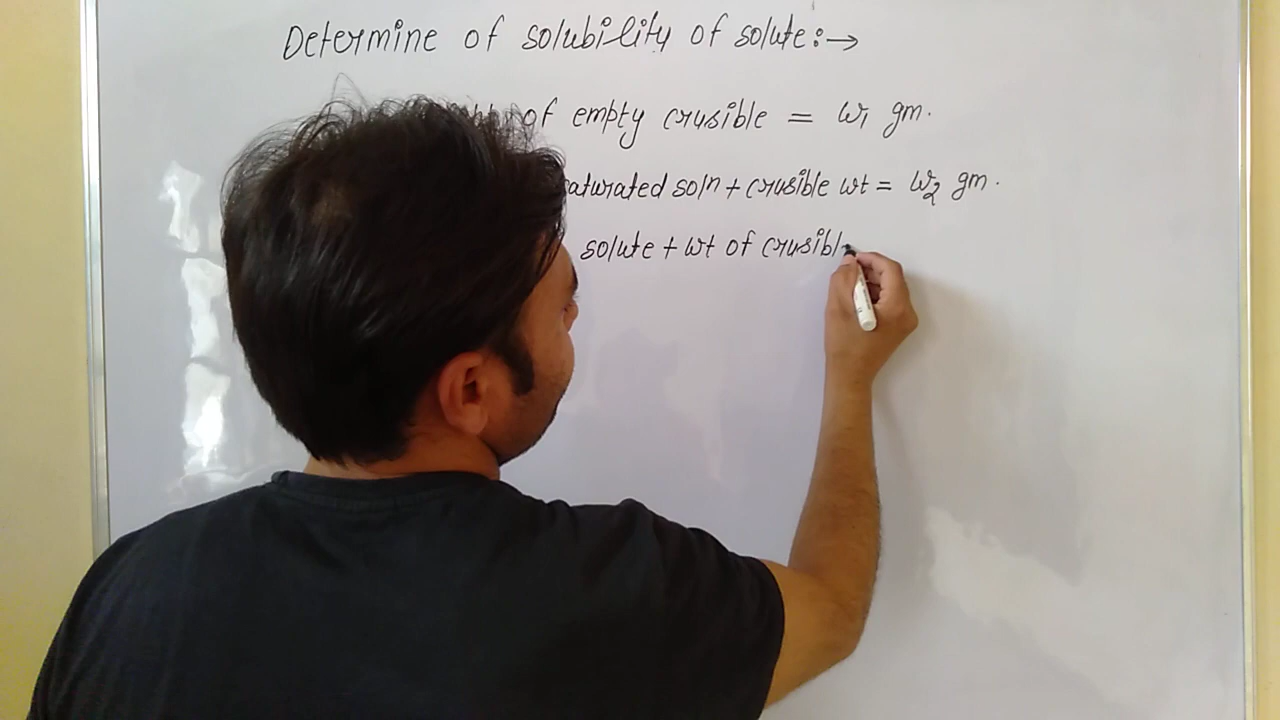 Determine of solubility of solute:→
of empty crusible = W1 gm.
saturated soln + crusible wt = W2 gm.
solute + wt of crusibl